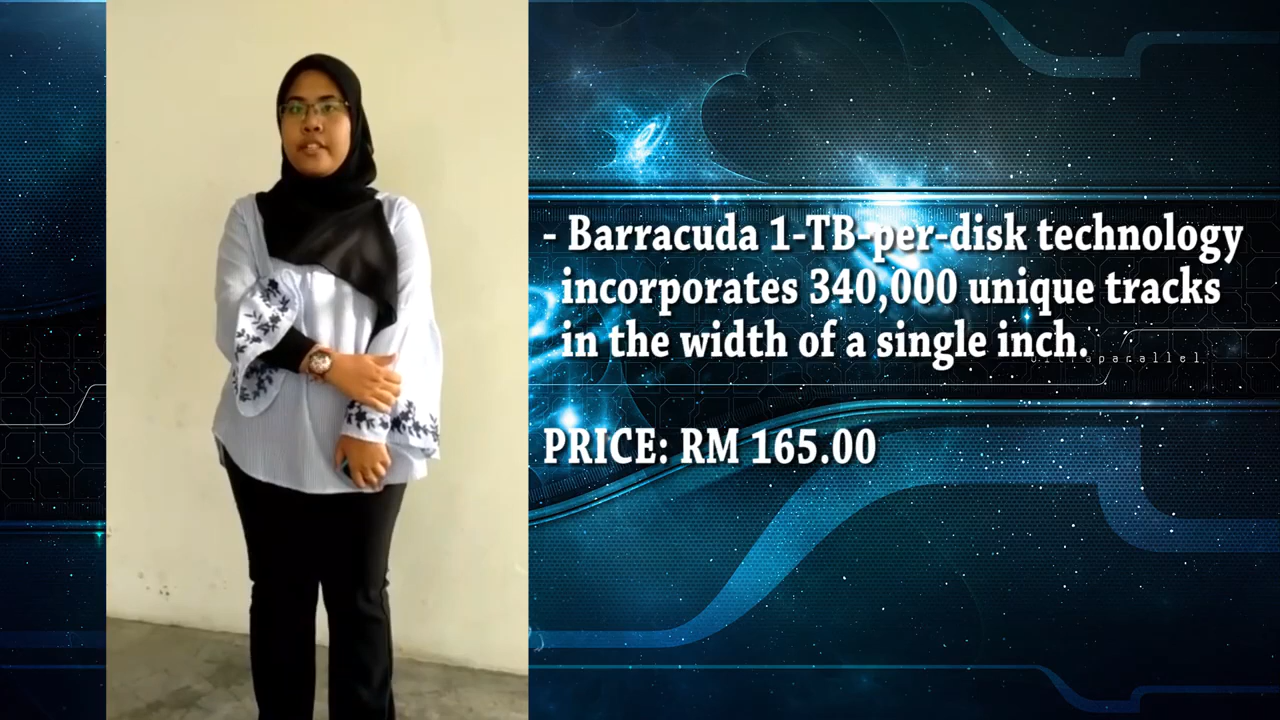 - Barracuda 1-TB-per-disk technology
incorporates 340,000 unique tracks
in the width of a single inch.
PRICE: RM 165.00